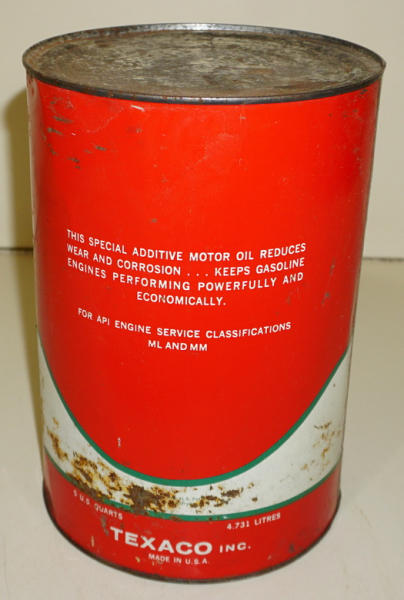 THIS SPECIAL ADDITIVE MOTOR OIL REDUCES
WEAR AND CORROSION . . . KEEPS GASOLINE
ENGINES PERFORMING POWERFULLY AND
ECONOMICALLY.
FOR API ENGINE SERVICE CLASSIFICATIONS
ML AND MM
5 U.S. QUARTS
4.731 LITRES
TEXACO INC.
MADE IN U.S.A.